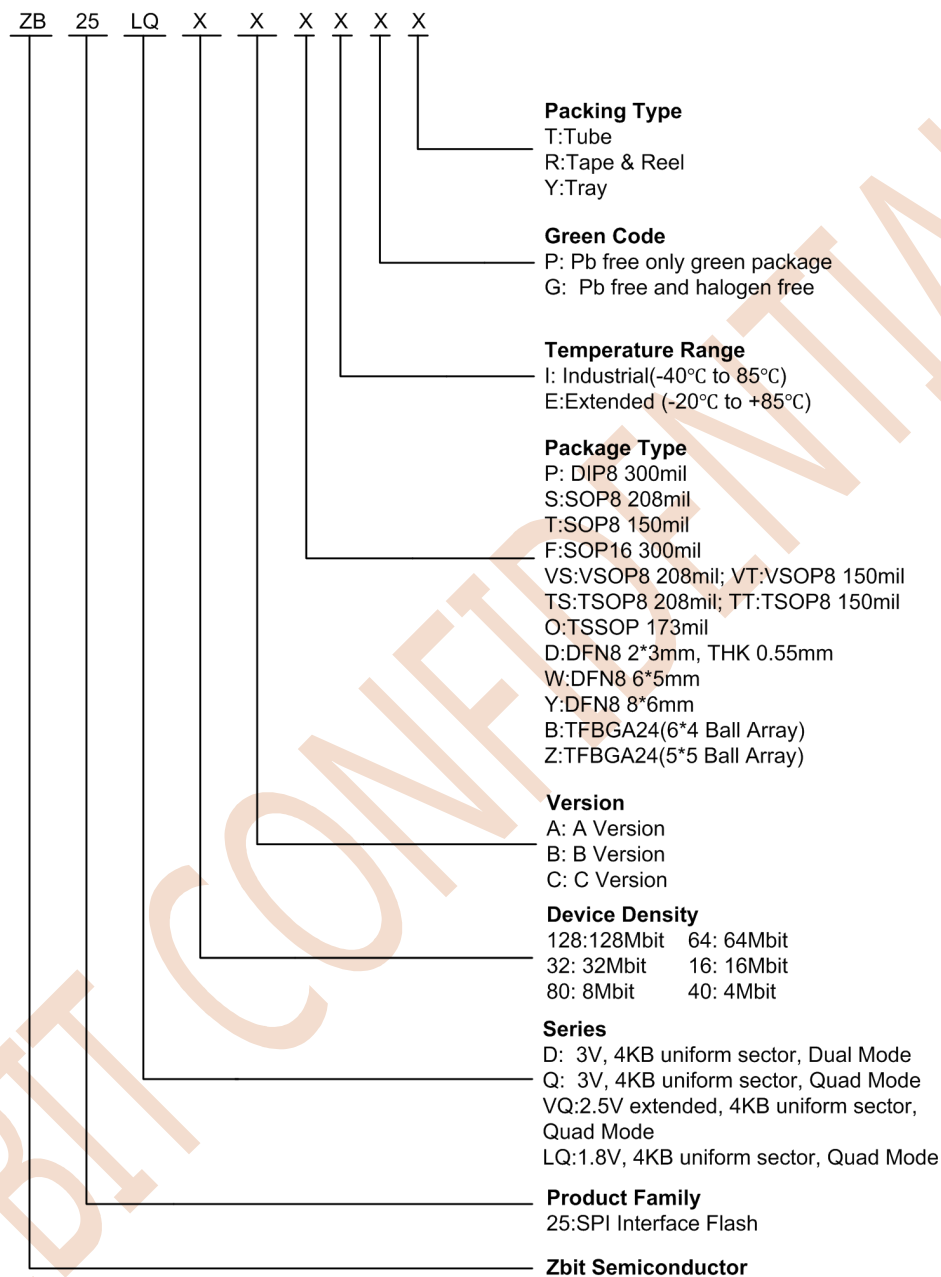 ZB 25 LQ X X X X X X
Packing Type
T:Tube
R:Tape & Reel
Y:Tray
Green Code
P: Pb free only green package
G: Pb free and halogen free
Temperature Range
I: Industrial(-40℃ to 85℃)
E:Extended (-20℃ to +85℃)
Package Type
P: DIP8 300mil
S:SOP8 208mil
T:SOP8 150mil
F:SOP16 300mil
VS:VSOP8 208mil; VT:VSOP8 150mil
TS:TSOP8 208mil; TT:TSOP8 150mil
O:TSSOP 173mil
D:DFN8 2*3mm, THK 0.55mm
W:DFN8 6*5mm
Y:DFN8 8*6mm
B:TFBGA24(6*4 Ball Array)
Z:TFBGA24(5*5 Ball Array)
Version
A: A Version
B: B Version
C: C Version
Device Density
128:128Mbit 64: 64Mbit
32: 32Mbit 16: 16Mbit
80: 8Mbit 40: 4Mbit
Series
D: 3V, 4KB uniform sector, Dual Mode
Q: 3V, 4KB uniform sector, Quad Mode
VQ:2.5V extended, 4KB uniform sector,
Quad Mode
LQ:1.8V, 4KB uniform sector, Quad Mode
Product Family
25:SPI Interface Flash
Zbit Semiconductor
BIT CONFIDENTIA